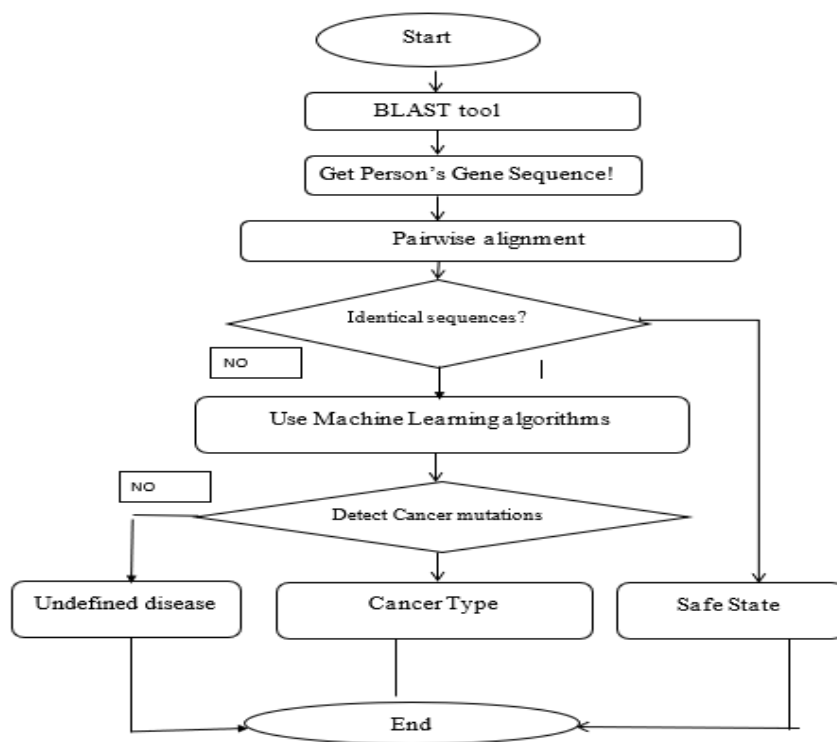 Start
BLAST tool
Get Person's Gene Sequence!
Pairwise alignment
Identical sequences?
NO
Use Machine Learning algorithms
NO
Detect Cancer mutations
Undefined disease
Cancer Type
Safe State
End